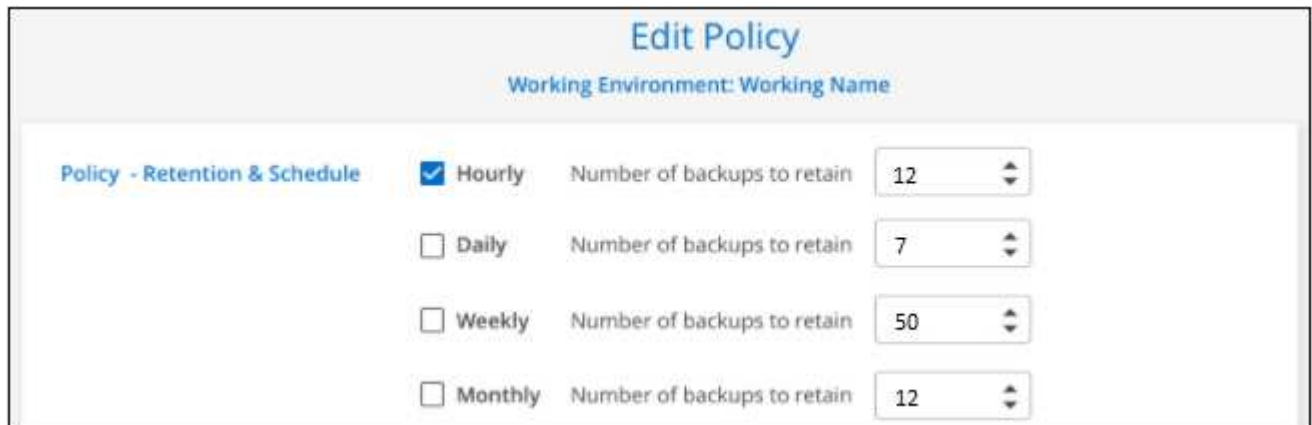 Edit Policy
Working Environment: Working Name
Policy - Retention & Schedule Hourly Number of backups to retain 12
Daily Number of backups to retain 7
Weekly Number of backups to retain 50
Monthly Number of backups to retain 12